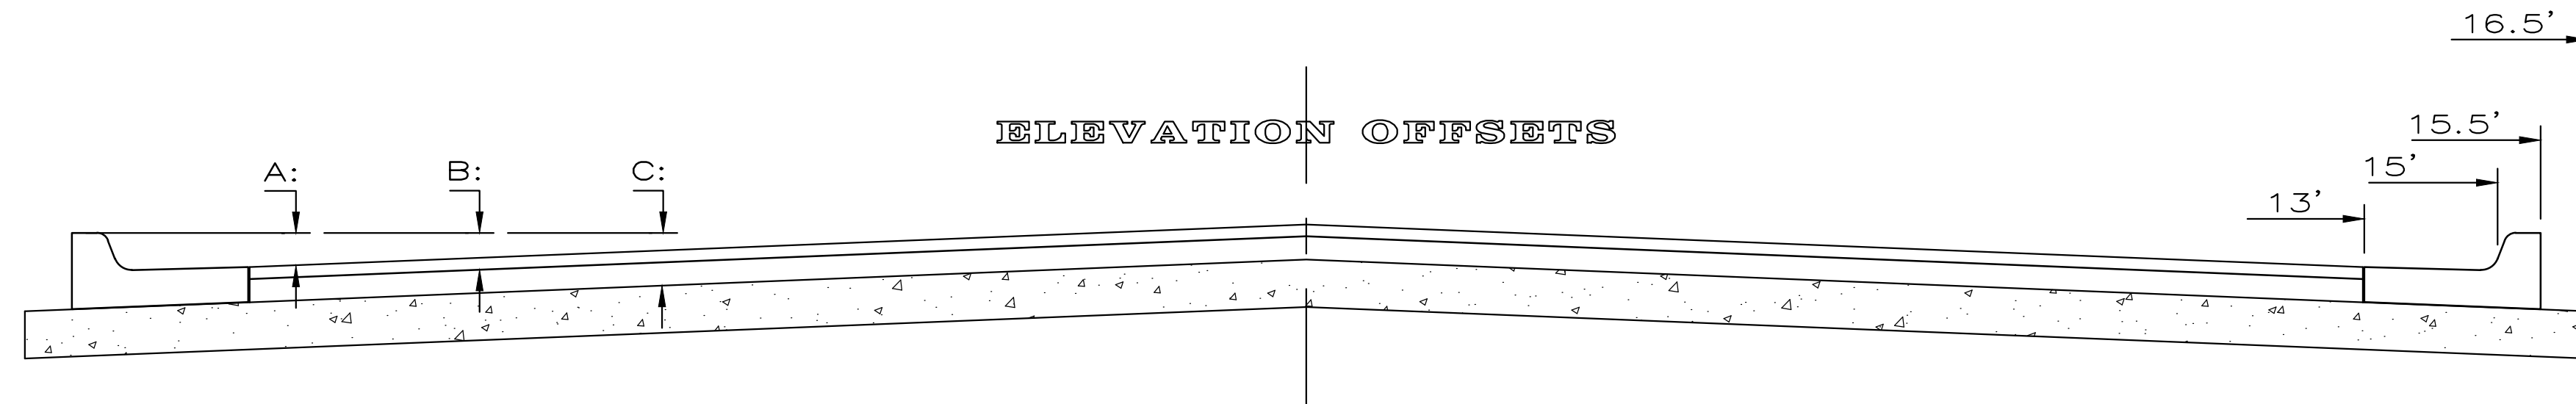 16.5’
ELEVATION OFFSETS
15.5’
15’
A: B: C:
13’